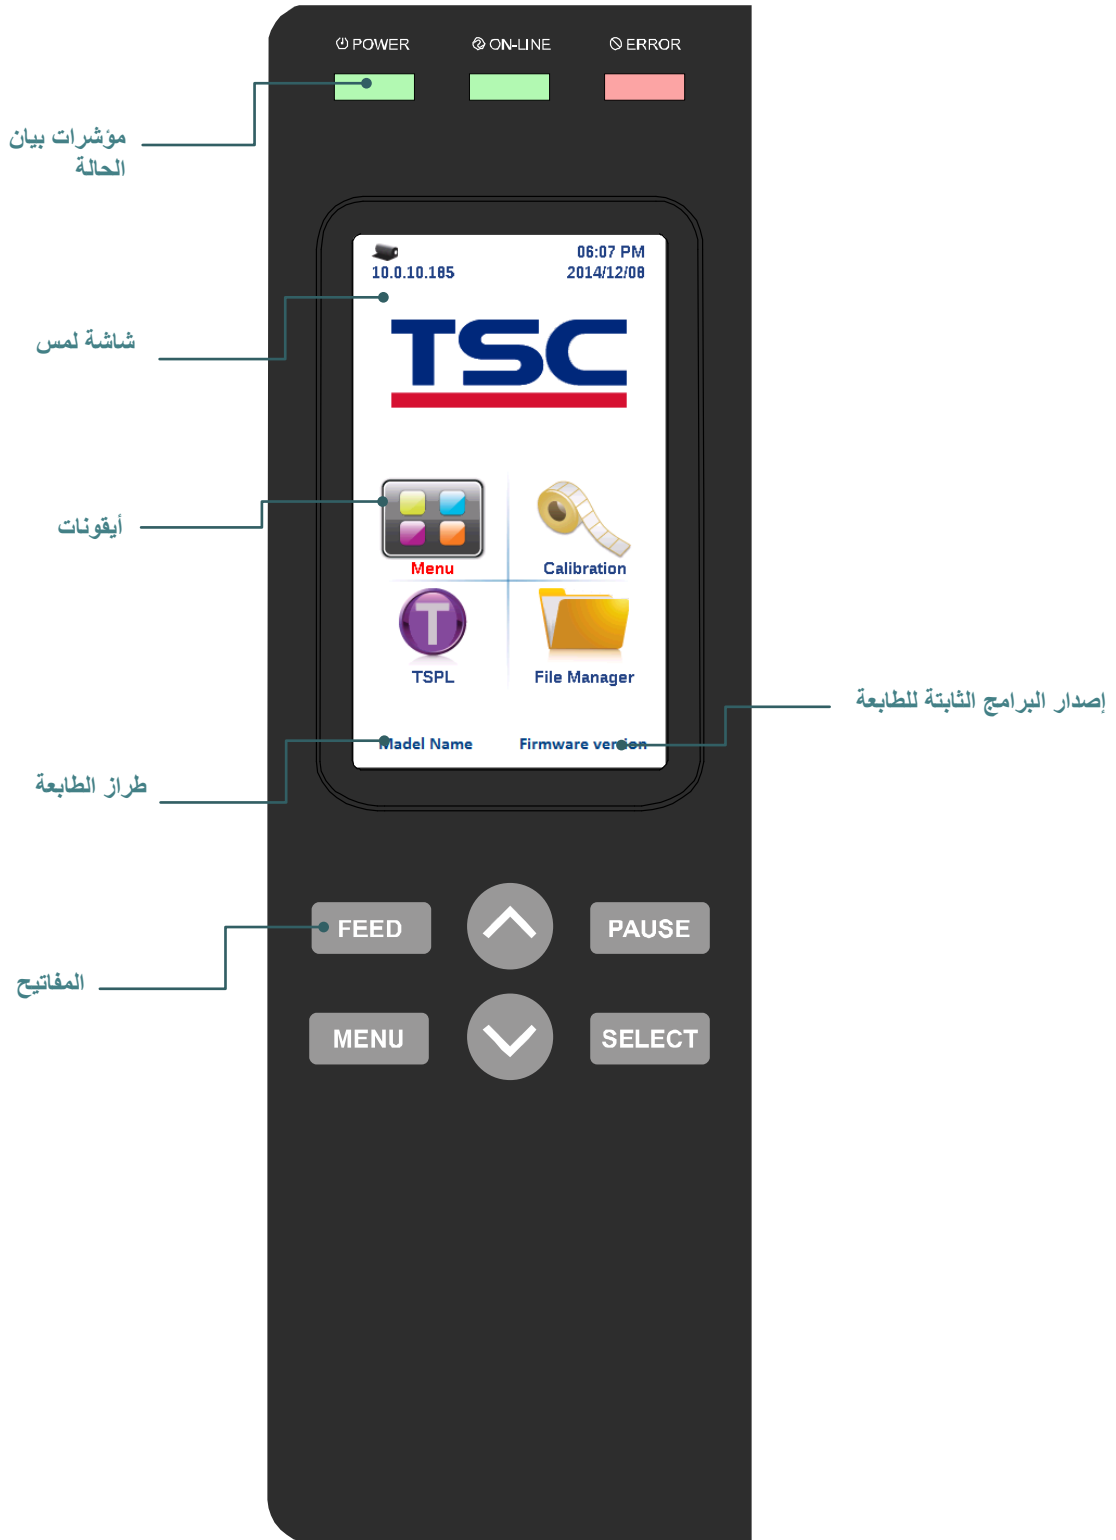 POWER
ON-LINE
ERROR
مؤشرات بيان
الحالة
06:07 PM
10.0.10.185
2014/12/08
شاشة لمس
TSC
أيقونات
Menu
Calibration
T
TSPL
File Manager
إصدار البرامج الثابتة للطابعة
Madel Name
Firmware version
طراز الطابعة
FEED
PAUSE
المفاتيح
MENU
SELECT